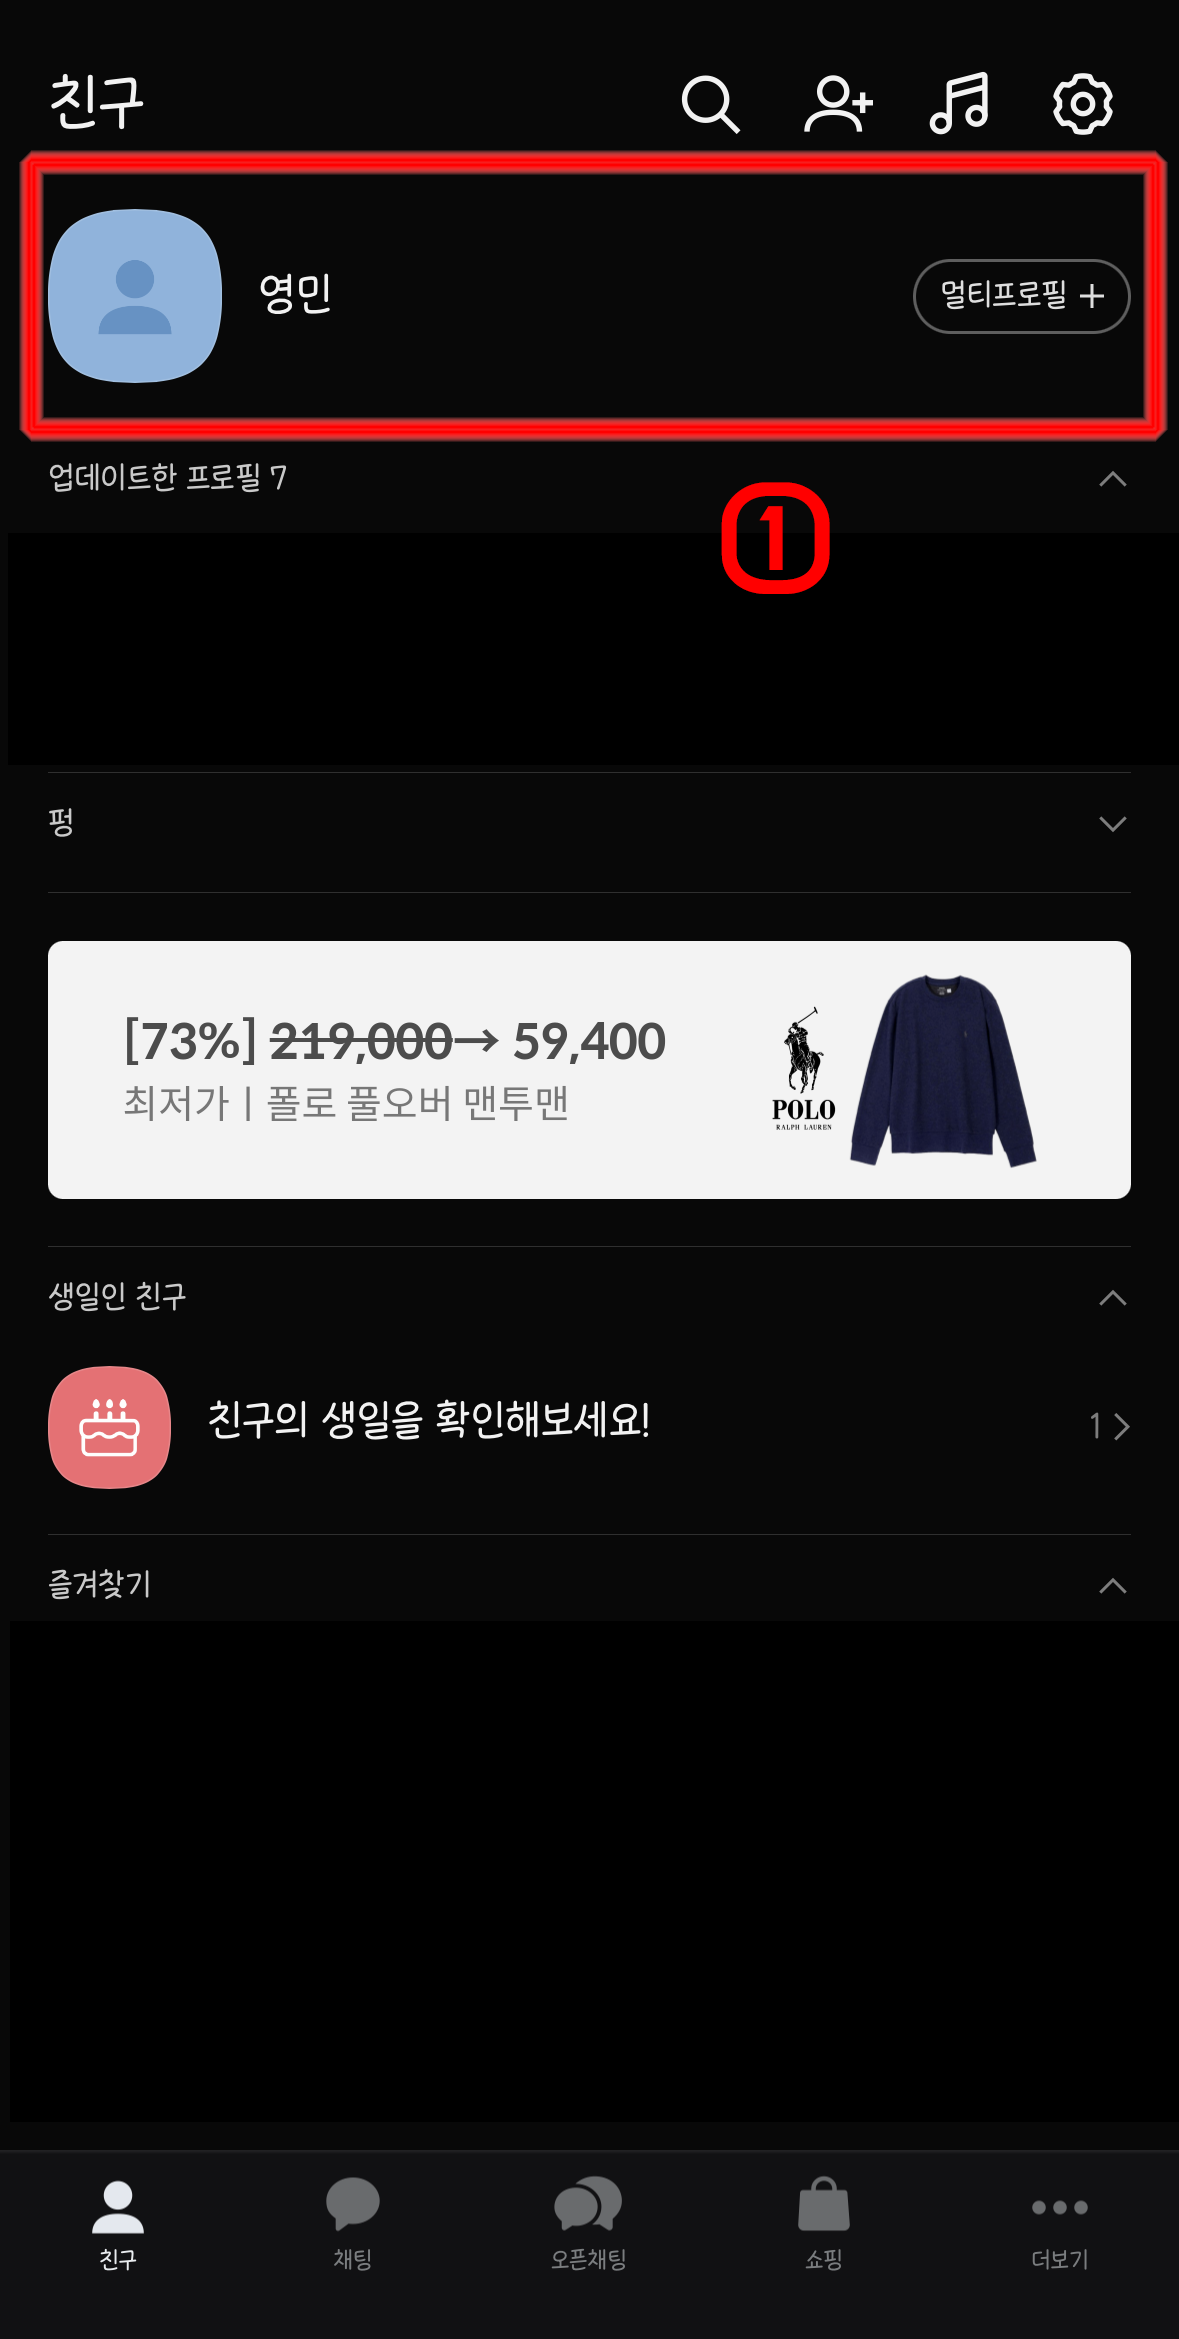 친구
영민
멀티프로필 +
업데이트한 프로필 7
1
펑
[73%] 219,000→ 59,400
최저가 | 폴로 풀오버 맨투맨
POLO
RALPH LAUREN
생일인 친구
친구의 생일을 확인해보세요!
1
즐겨찾기
친구
채팅
오픈채팅
쇼핑
더보기